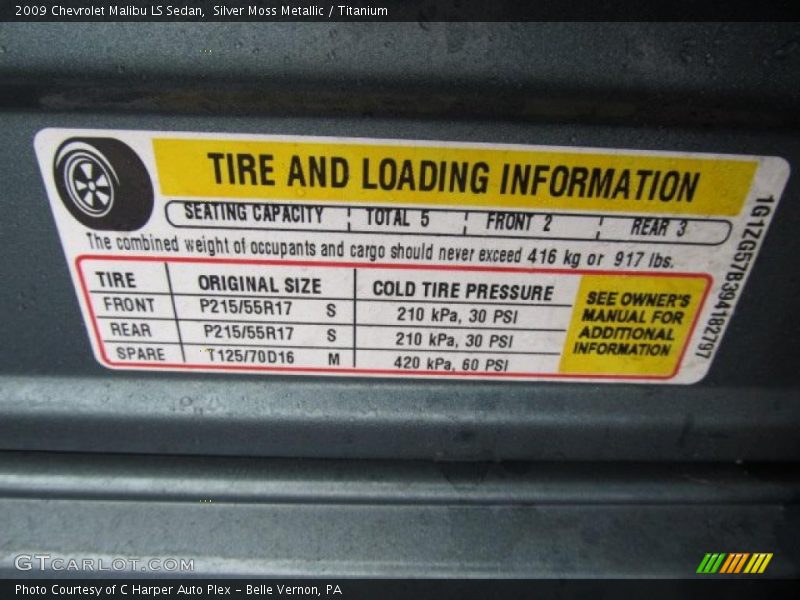 2009 Chevrolet Malibu LS Sedan,  Silver Moss Metallic / Titanium
TIRE AND LOADING INFORMATION
SEATING CAPACITY TOTAL 5 FRONT 2 REAR 3
The combined weight of occupants and cargo should never exceed 416 kg or 917 lbs.
TIRE ORIGINAL SIZE COLD TIRE PRESSURE
FRONT P215/55R17 S 210 kPa, 30 PSI
REAR P215/55R17 S 210 kPa, 30 PSI
SPARE T125/70D16 M 420 kPa, 60 PSI
SEE OWNER'S
MANUAL FOR
ADDITIONAL
INFORMATION
1G1ZG57B394182797
GTCARLOT.COM
Photo Courtesy of C Harper Auto Plex – Belle Vernon, PA